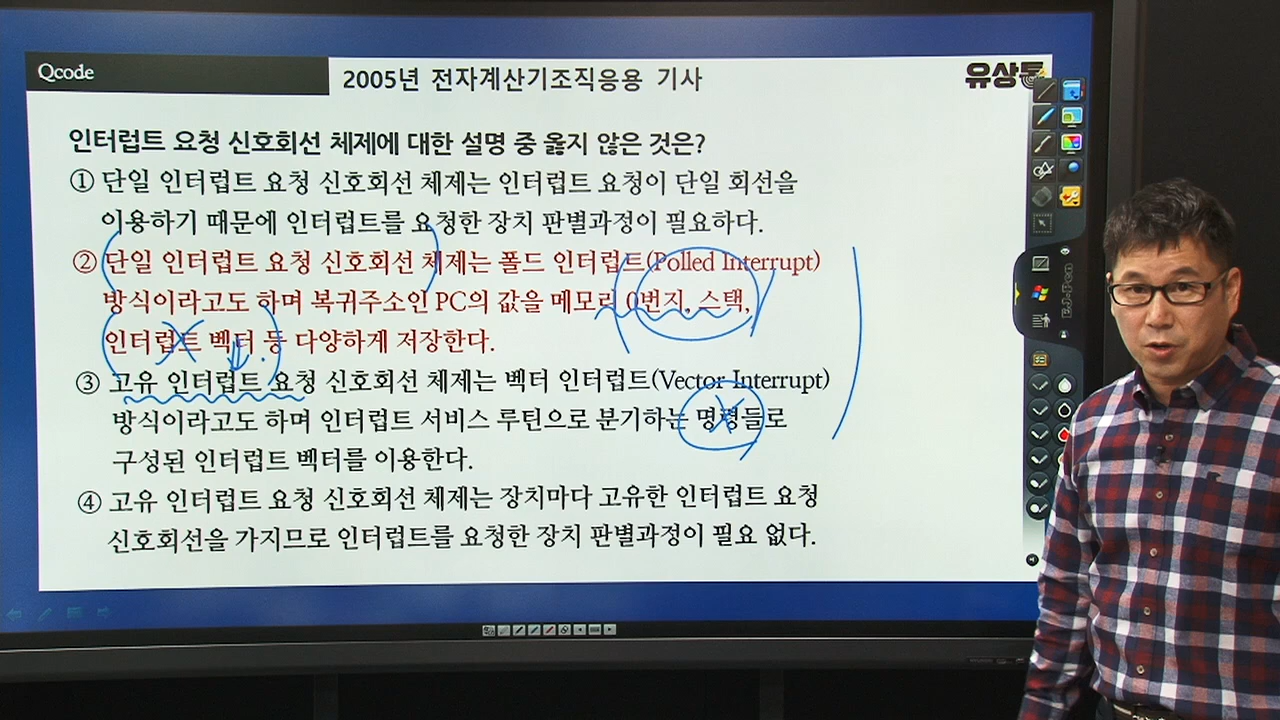 Qcode
2005년 전자계산기조직응용 기사
유상통
인터럽트 요청 신호회선 체제에 대한 설명 중 옳지 않은 것은?
① 단일 인터럽트 요청 신호회선 체제는 인터럽트 요청이 단일 회선을
이용하기 때문에 인터럽트를 요청한 장치 판별과정이 필요하다.
② 단일 인터럽트 요청 신호회선 체제는 폴드 인터럽트(Polled Interrupt)
방식이라고도 하며 복귀주소인 PC의 값을 메모리 0번지, 스택,
인터럽트 벡터 등 다양하게 저장한다.
③ 고유 인터럽트 요청 신호회선 체제는 벡터 인터럽트(Vector Interrupt)
방식이라고도 하며 인터럽트 서비스 루틴으로 분기하는 명령들로
구성된 인터럽트 벡터를 이용한다.
④ 고유 인터럽트 요청 신호회선 체제는 장치마다 고유한 인터럽트 요청
신호회선을 가지므로 인터럽트를 요청한 장치 판별과정이 필요 없다.